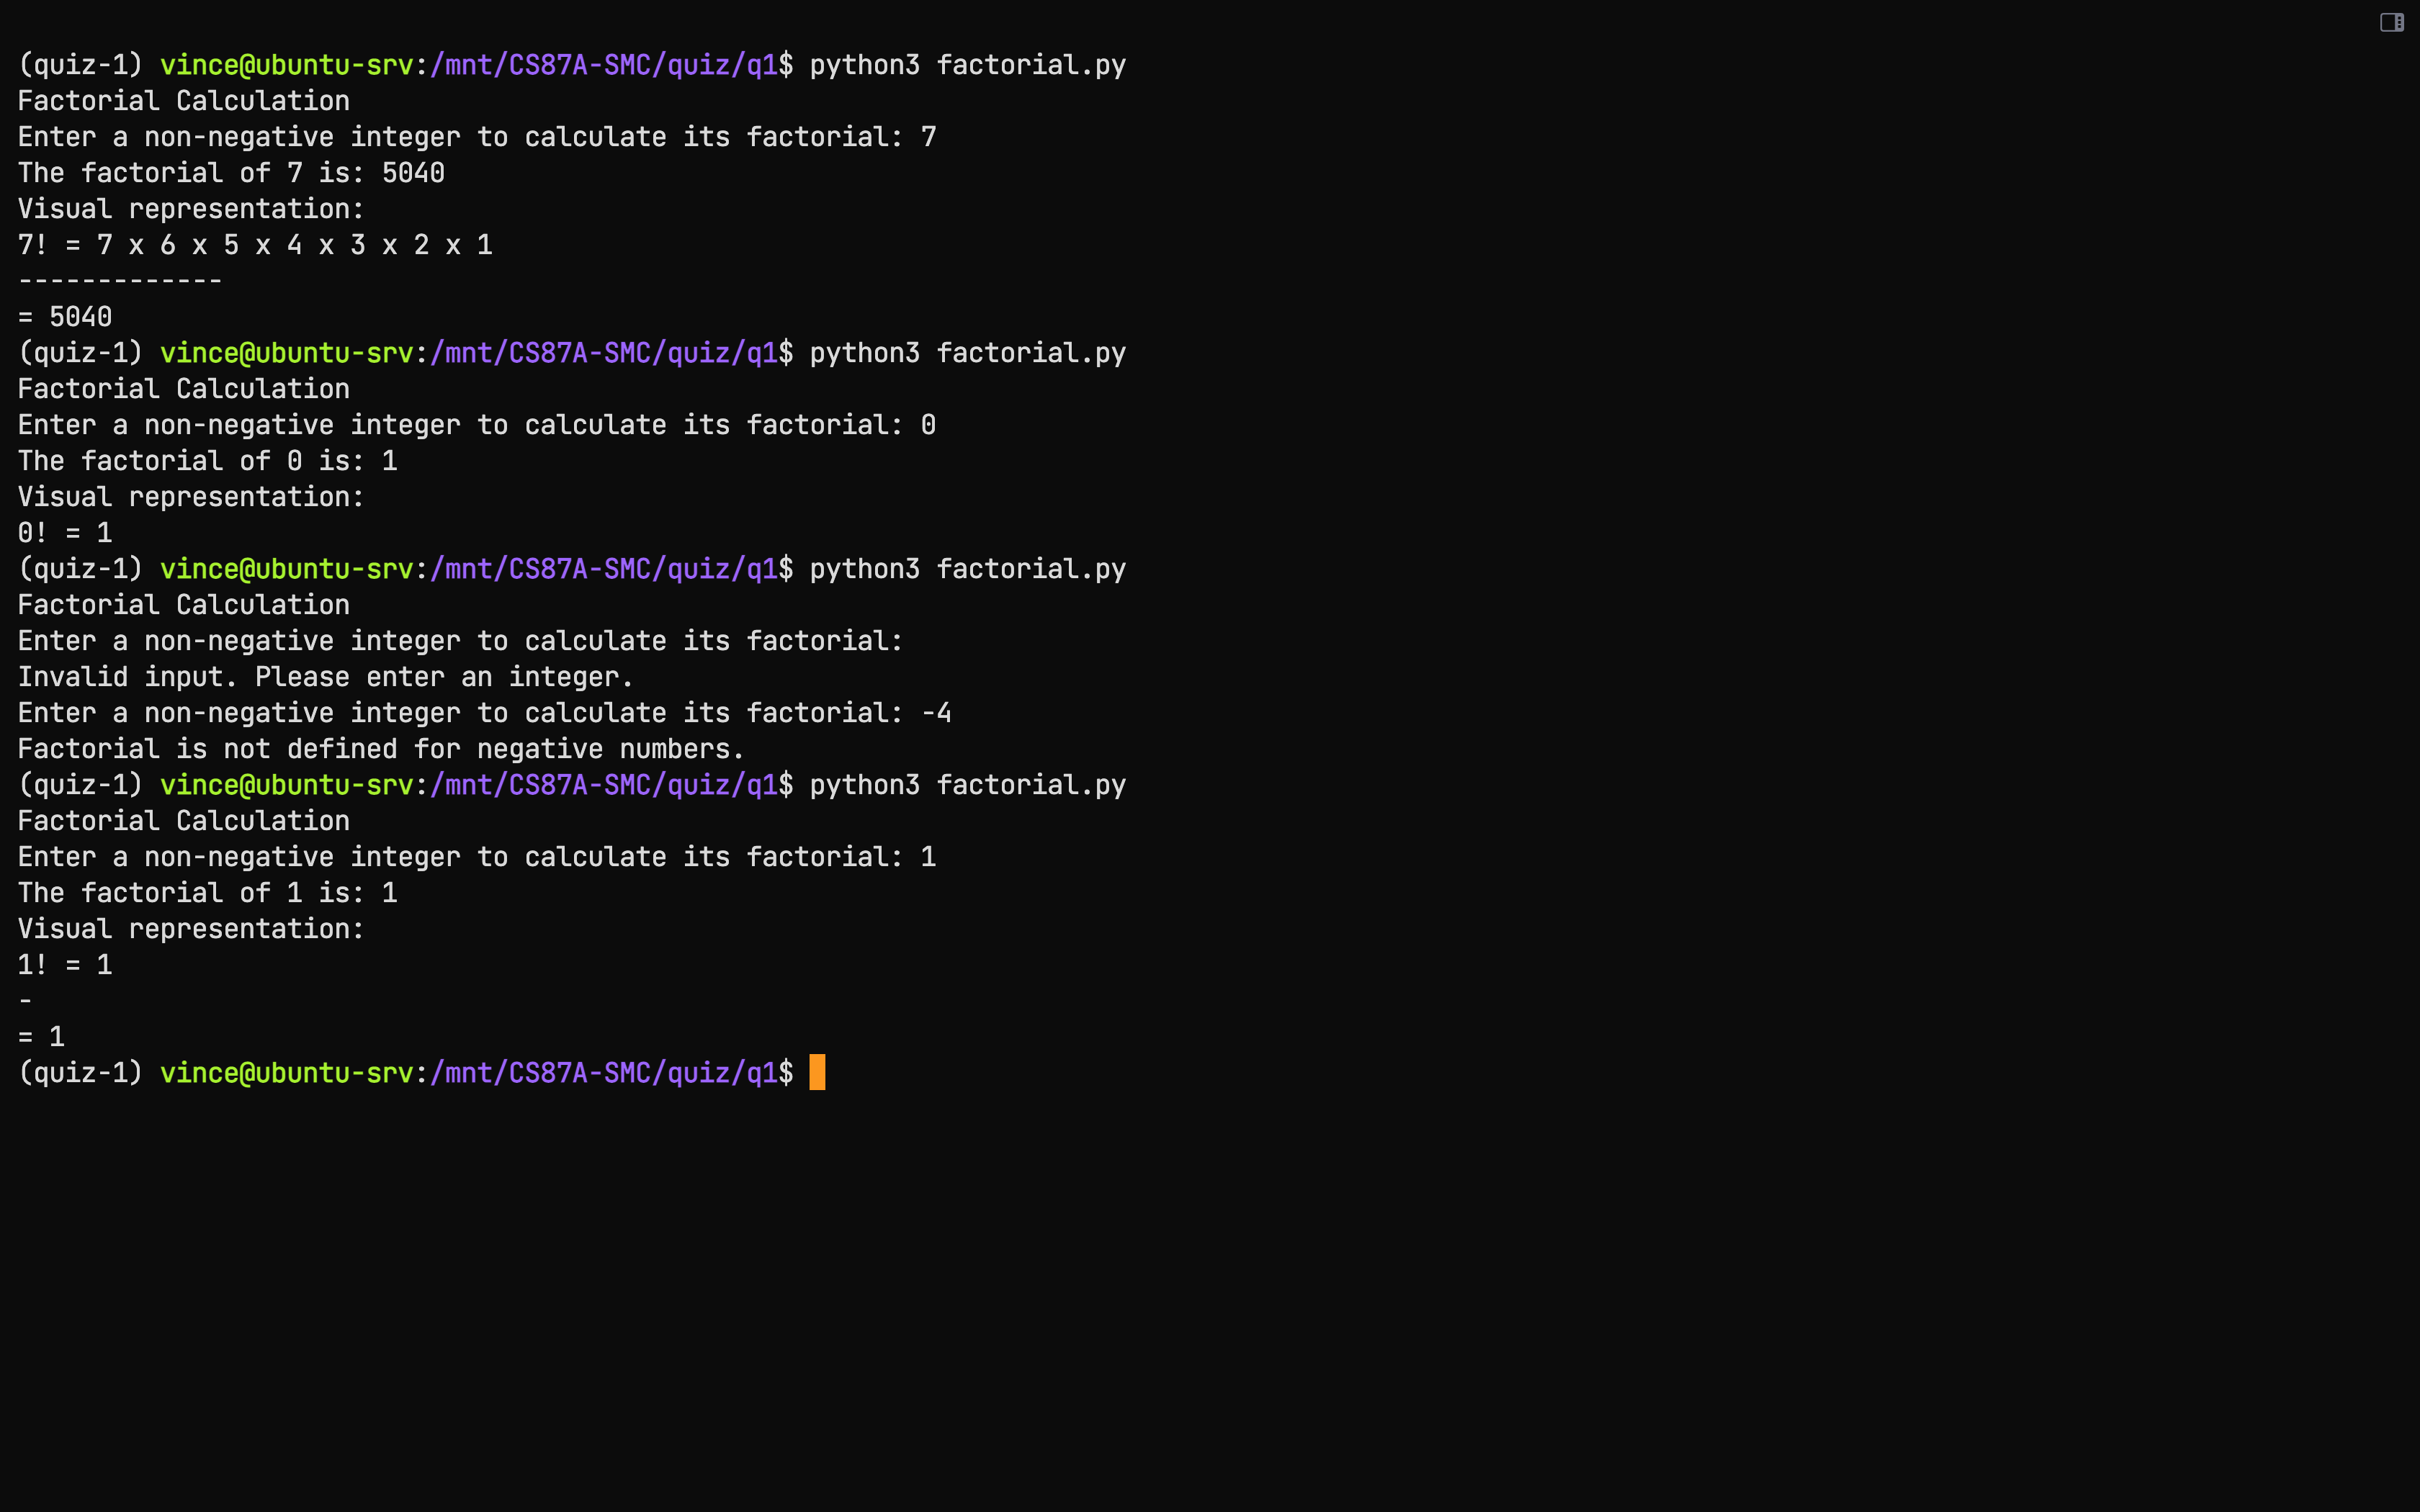 (quiz-1) vince@ubuntu-srv:/mnt/CS87A-SMC/quiz/q1$ python3 factorial.py
Factorial Calculation
Enter a non-negative integer to calculate its factorial: 7
The factorial of 7 is: 5040
Visual representation:
7! = 7 x 6 x 5 x 4 x 3 x 2 x 1
-------------
= 5040
(quiz-1) vince@ubuntu-srv:/mnt/CS87A-SMC/quiz/q1$ python3 factorial.py
Factorial Calculation
Enter a non-negative integer to calculate its factorial: 0
The factorial of 0 is: 1
Visual representation:
0! = 1
(quiz-1) vince@ubuntu-srv:/mnt/CS87A-SMC/quiz/q1$ python3 factorial.py
Factorial Calculation
Enter a non-negative integer to calculate its factorial:
Invalid input. Please enter an integer.
Enter a non-negative integer to calculate its factorial: -4
Factorial is not defined for negative numbers.
(quiz-1) vince@ubuntu-srv:/mnt/CS87A-SMC/quiz/q1$ python3 factorial.py
Factorial Calculation
Enter a non-negative integer to calculate its factorial: 1
The factorial of 1 is: 1
Visual representation:
1! = 1
-
= 1
(quiz-1) vince@ubuntu-srv:/mnt/CS87A-SMC/quiz/q1$